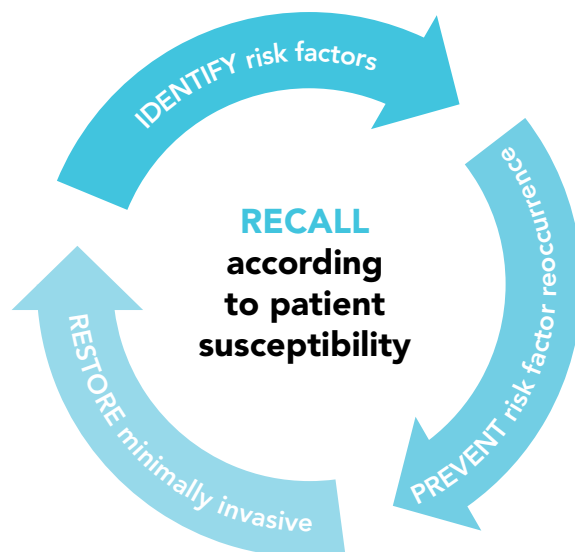 IDENTIFY risk factors
PREVENT risk factor reoccurrence
RESTORE minimally invasive
RECALL
according
to patient
susceptibility